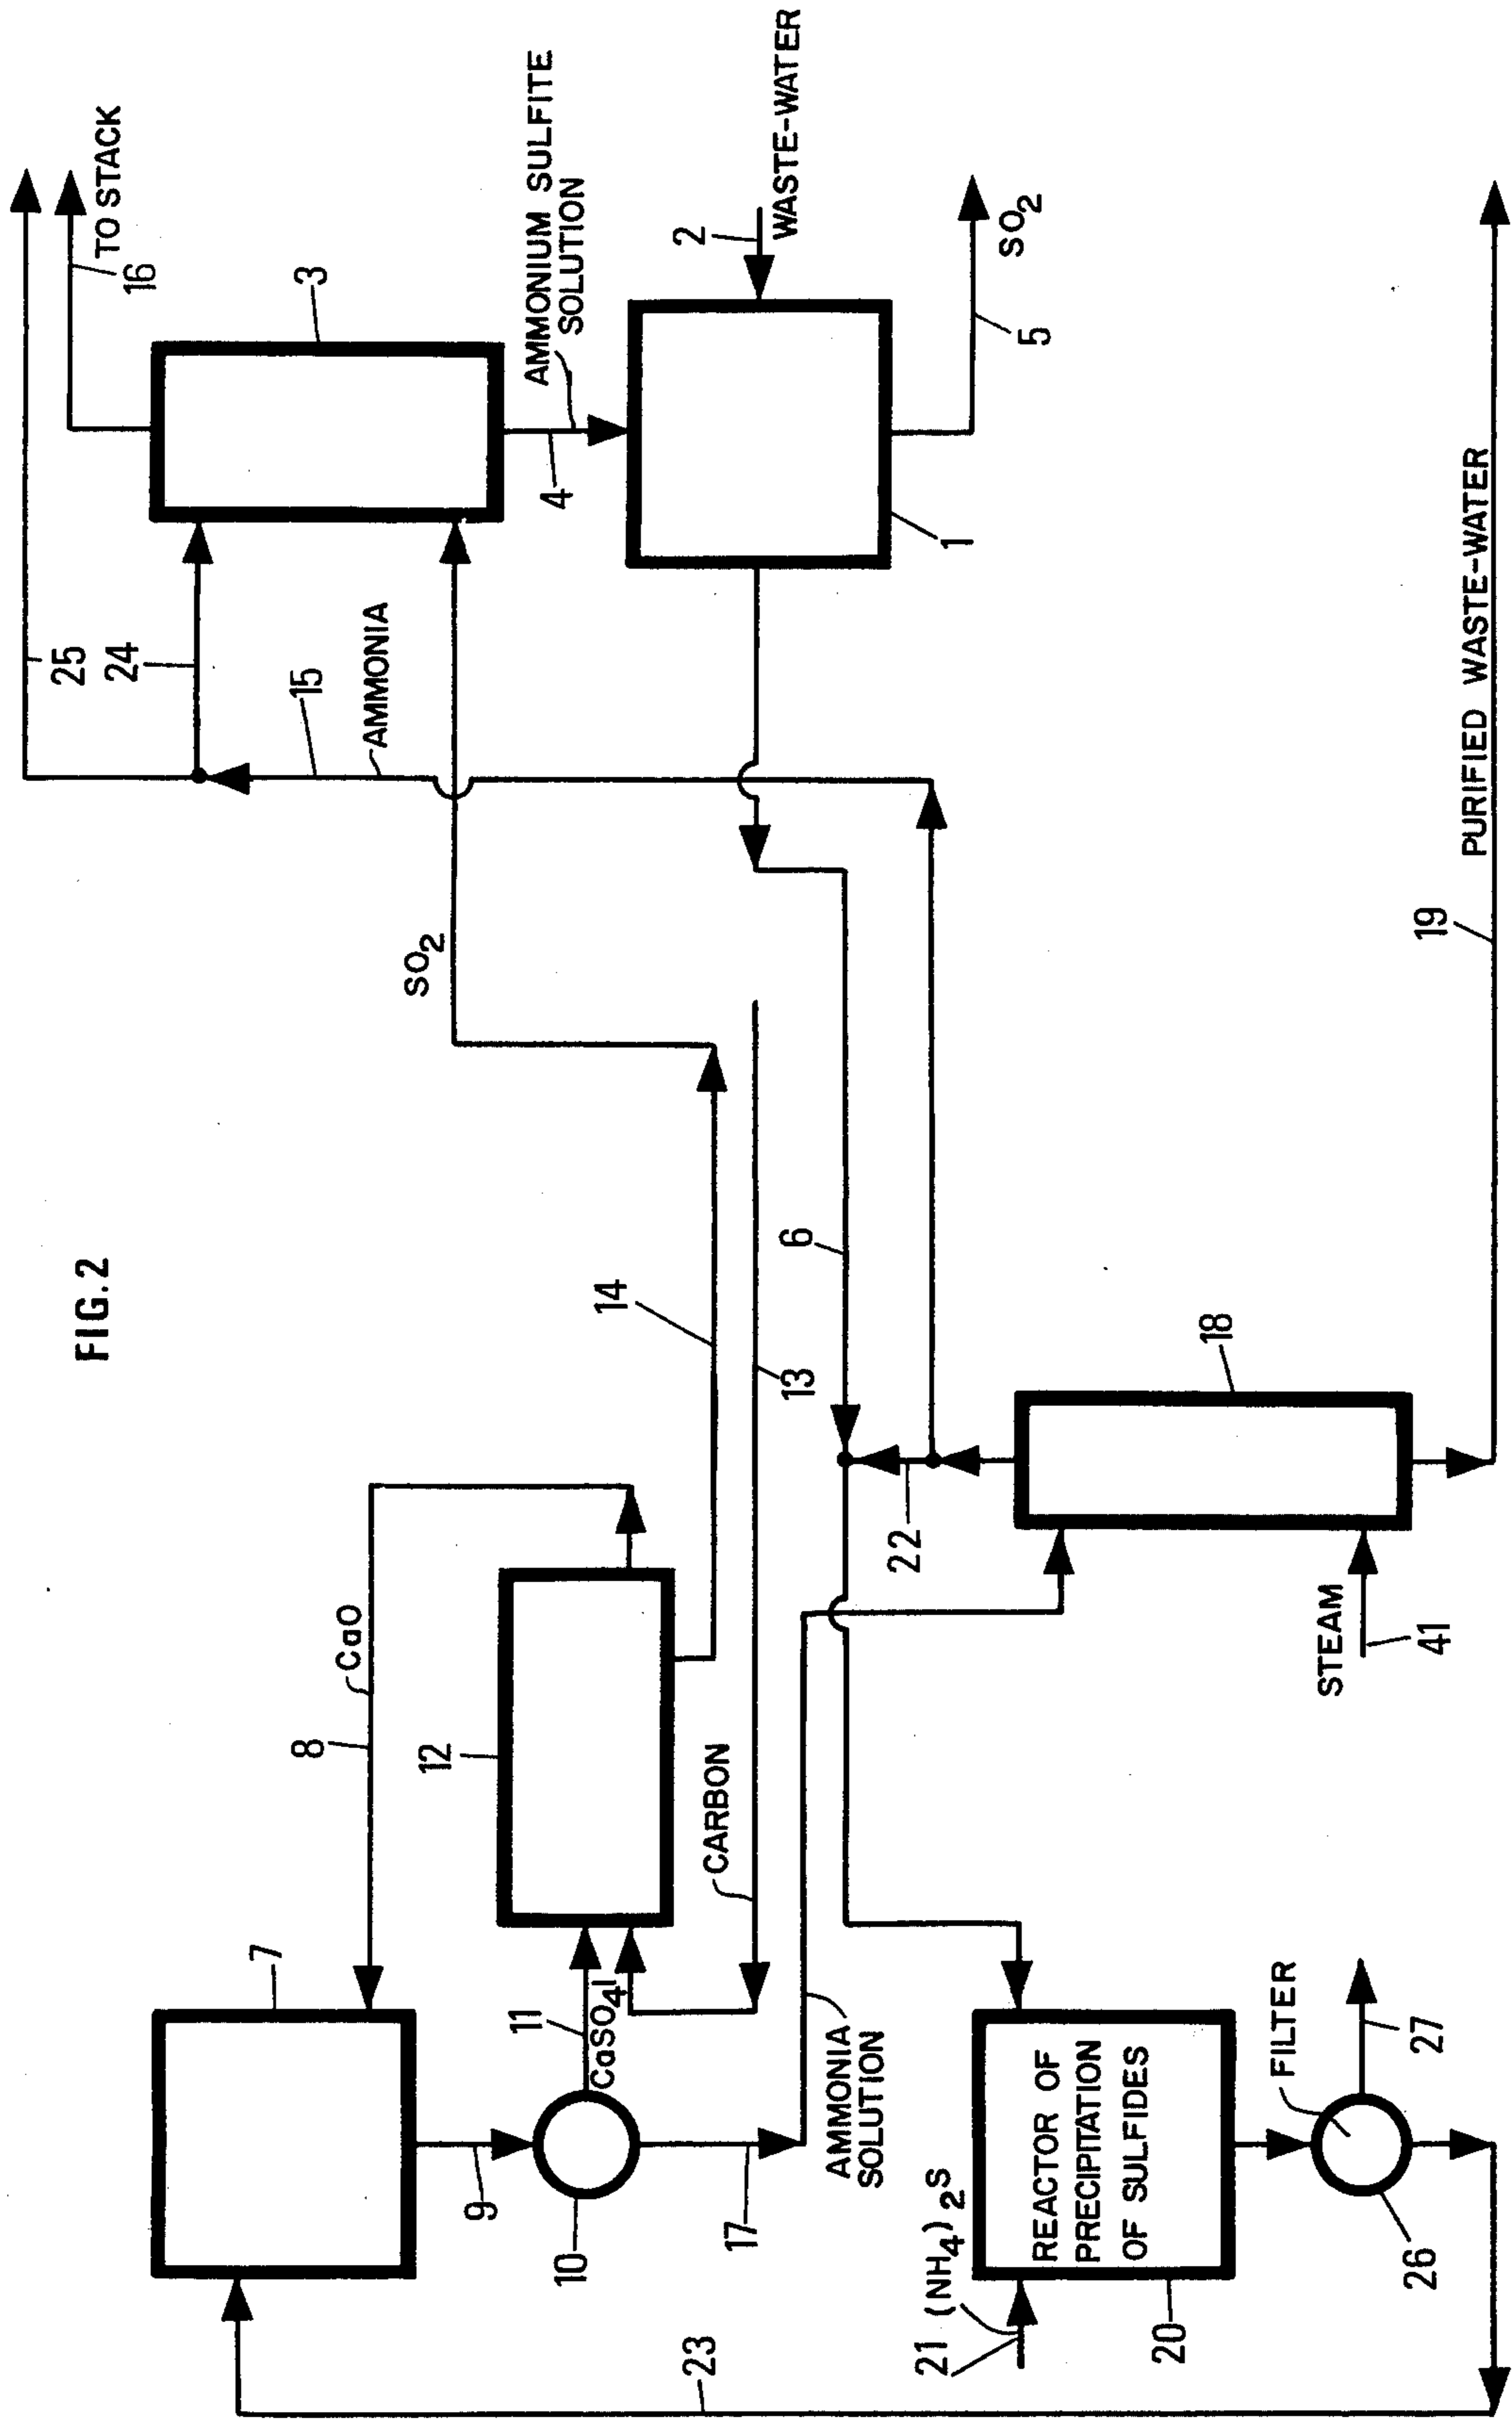 FIG.2
25
TO STACK
24
16
7
15
3
8
CaO
AMMONIA
SO2
12
9
11
10
CaSO4
AMMONIUM SULFITE
SOLUTION
4
14
2
23
CARBON
17
WASTE-WATER
6
13
AMMONIA
SOLUTION
22
21 (NH4)2S
1
SO2
5
REACTOR OF
PRECIPITATION
OF SULFIDES
20
18
FILTER
STEAM
26
27
41
19
PURIFIED WASTE-WATER